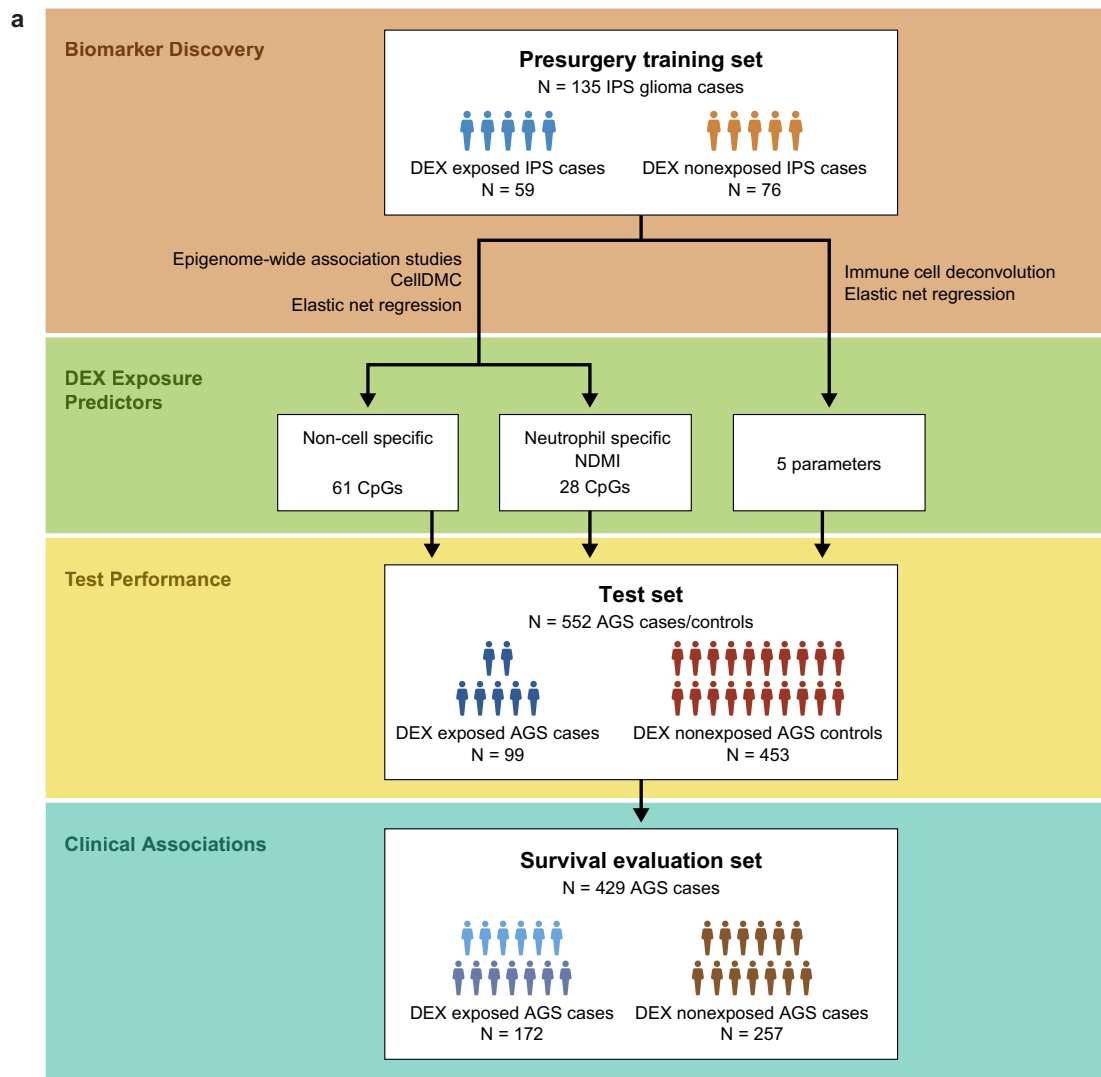 a
Biomarker Discovery
Presurgery training set
N = 135 IPS glioma cases
DEX exposed IPS cases
N = 59
DEX nonexposed IPS cases
N = 76
Epigenome-wide association studies
CellDMC
Elastic net regression
Immune cell deconvolution
Elastic net regression
DEX Exposure
Predictors
Non-cell specific
61 CpGs
Neutrophil specific
NDMI
28 CpGs
5 parameters
Test Performance
Test set
N = 552 AGS cases/controls
DEX exposed AGS cases
N = 99
DEX nonexposed AGS controls
N = 453
Clinical Associations
Survival evaluation set
N = 429 AGS cases
DEX exposed AGS cases
N = 172
DEX nonexposed AGS cases
N = 257